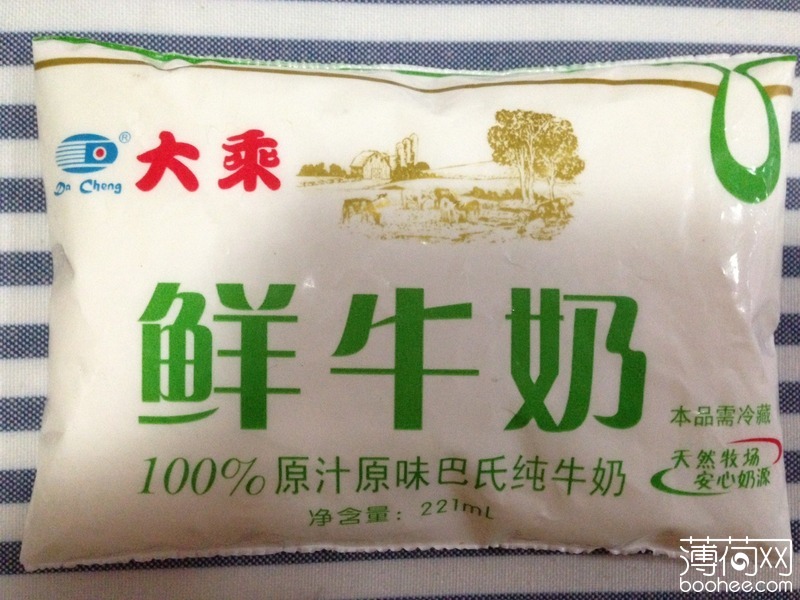 大乘
®
Da Cheng
鲜牛奶
本品需冷藏
100%原汁原味巴氏纯牛奶
天然牧场
安心奶源
净含量：221mL
薄荷网
boohee.com